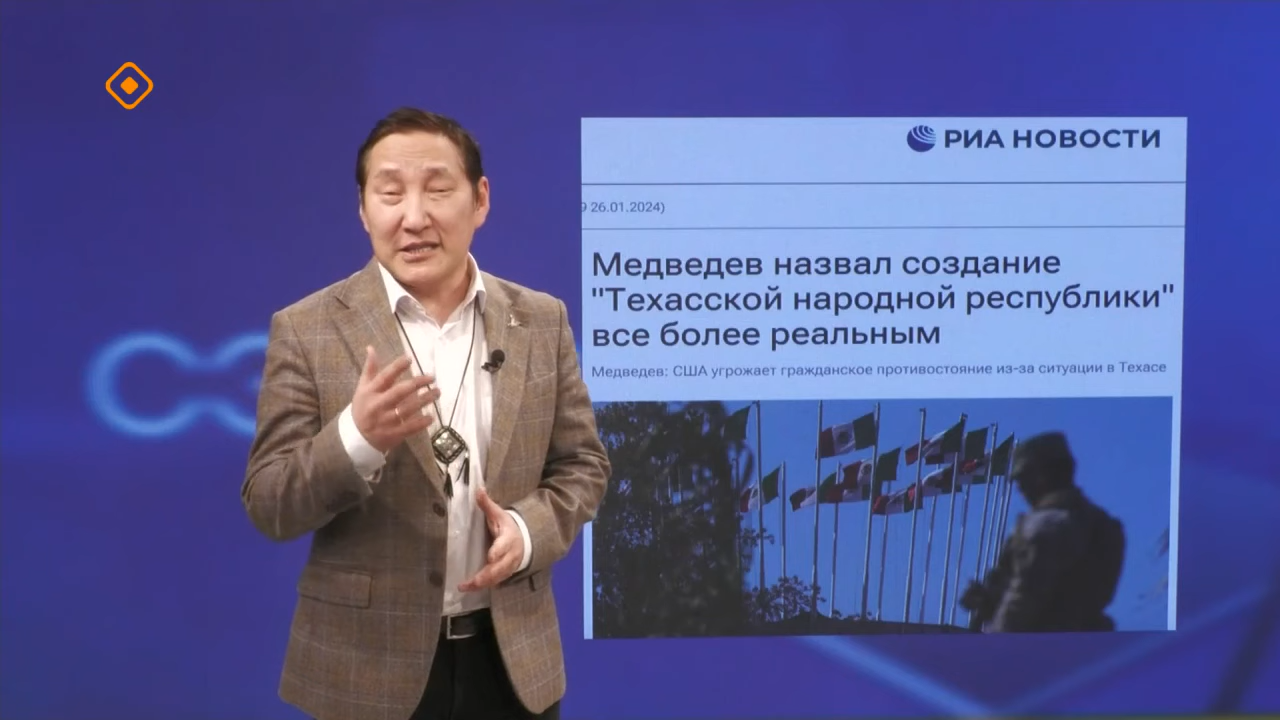 РИА НОВОСТИ
9 26.01.2024)
Медведев назвал создание
"Техасской народной республики"
все более реальным
Медведев: США угрожает гражданское противостояние из-за ситуации в Техасе